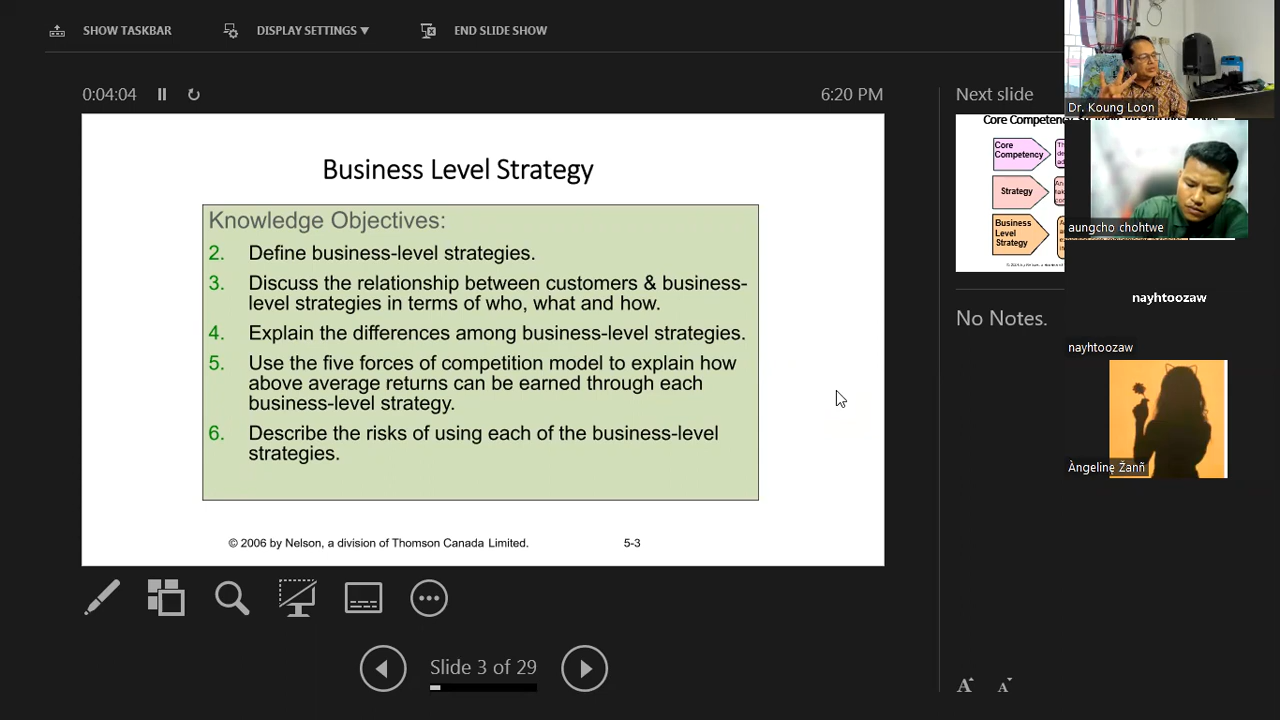 SHOW TASKBAR
DISPLAY SETTINGS ▼
END SLIDE SHOW
0:04:04
6:20 PM
Next slide
Business Level Strategy
Knowledge Objectives:
2. Define business-level strategies.
3. Discuss the relationship between customers & business-
level strategies in terms of who, what and how.
4. Explain the differences among business-level strategies.
5. Use the five forces of competition model to explain how
above average returns can be earned through each
business-level strategy.
6. Describe the risks of using each of the business-level
strategies.
© 2006 by Nelson, a division of Thomson Canada Limited.
5-3
Slide 3 of 29
Core
Competency
Strategy
Business
Level
Strategy
No Notes.
A A
Dr. Koung Loon
aungcho chohtwe
nayhtoozaw
nayhtoozaw
Àngelinę Žanñ